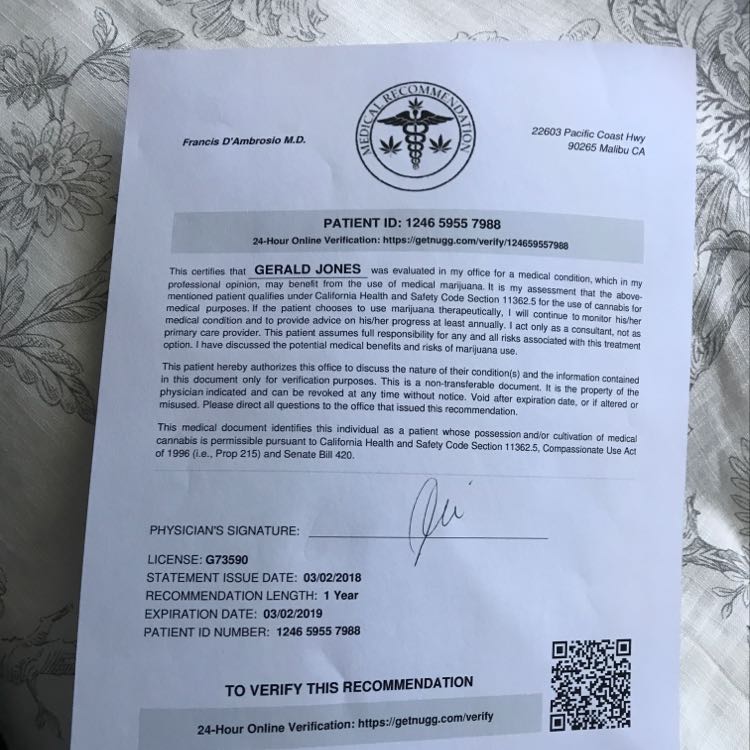 Francis D'Ambrosio M.D.
MEDICAL RECOMMENDATION
22603 Pacific Coast Hwy
90265 Malibu CA
PATIENT ID: 1246 5955 7988
24-Hour Online Verification: https://getnugg.com/verify/124659557988
This certifies that GERALD JONES was evaluated in my office for a medical condition, which in my
professional opinion, may benefit from the use of medical marijuana. It is my assessment that the above-
mentioned patient qualifies under California Health and Safety Code Section 11362.5 for the use of cannabis for
medical purposes. If the patient chooses to use marijuana therapeutically, I will continue to monitor his/her
medical condition and to provide advice on his/her progress at least annually. I act only as a consultant, not as
primary care provider. This patient assumes full responsibility for any and all risks associated with this treatment
option. I have discussed the potential medical benefits and risks of marijuana use.
This patient hereby authorizes this office to discuss the nature of their condition(s) and the information contained
in this document only for verification purposes. This is a non-transferable document. It is the property of the
physician indicated and can be revoked at any time without notice. Void after expiration date, or if altered or
misused. Please direct all questions to the office that issued this recommendation.
This medical document identifies this individual as a patient whose possession and/or cultivation of medical
cannabis is permissible pursuant to California Health and Safety Code Section 11362.5, Compassionate Use Act
of 1996 (i.e., Prop 215) and Senate Bill 420.
PHYSICIAN'S SIGNATURE:
LICENSE: G73590
STATEMENT ISSUE DATE: 03/02/2018
RECOMMENDATION LENGTH: 1 Year
EXPIRATION DATE: 03/02/2019
PATIENT ID NUMBER: 1246 5955 7988
TO VERIFY THIS RECOMMENDATION
24-Hour Online Verification: https://getnugg.com/verify